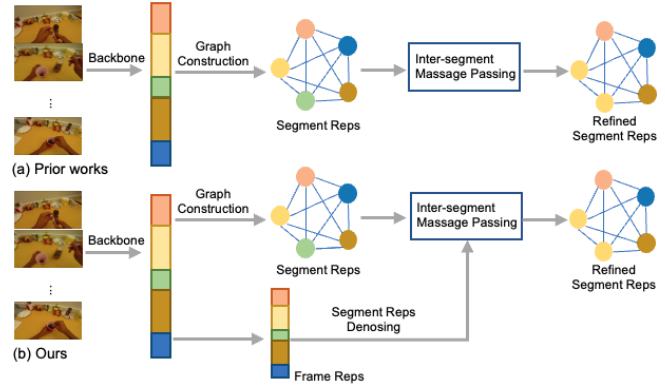 Backbone
Graph
Construction
Segment Reps
Inter-segment
Massage Passing
Refined
Segment Reps
(a) Prior works
Backbone
Graph
Construction
Segment Reps
Inter-segment
Massage Passing
Refined
Segment Reps
Segment Reps
Denosing
(b) Ours
Frame Reps